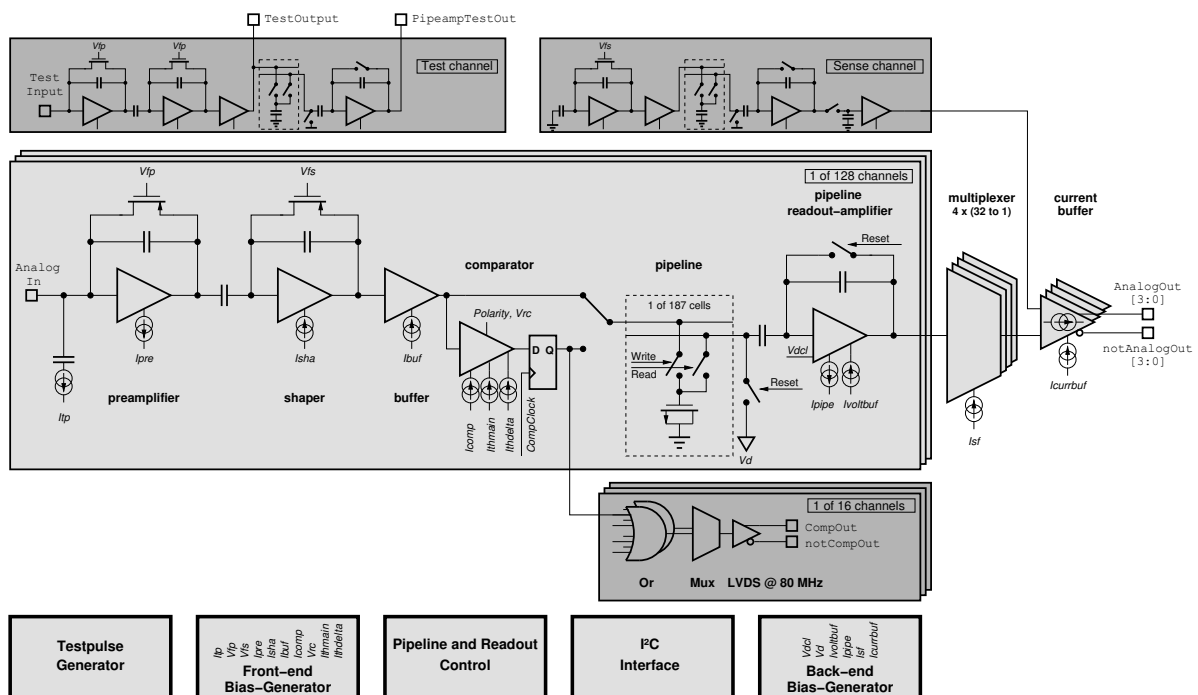 TestOutput
PipeampTestOut
Vfp
Vfp
Test channel
Test
Input
Vfs
Sense channel
1 of 128 channels
Vfp
Vfs
pipeline
readout−amplifier
multiplexer
4 x (32 to 1)
current
buffer
Reset
Analog
In
comparator
pipeline
AnalogOut
[3:0]
1 of 187 cells
Polarity, Vrc
D Q
Write
Read
Vdcl
notAnalogOut
[3:0]
Ipre
Isha
Ibuf
Reset
Icurrbuf
preamplifier
shaper
buffer
Ipipe
Ivoltbuf
Itp
Icomp
Ithmain
Ithdelta
CompClock
Isf
Vd
1 of 16 channels
CompOut
notCompOut
Or
Mux
LVDS @ 80 MHz
Testpulse
Generator
Itp
Vfp
Vfs
Ipre
Isha
Ibuf
Icomp
Vrc
Ithmain
Ithdelta
Front−end
Bias−Generator
Pipeline and Readout
Control
I²C
Interface
Vdcl
Vd
Ivoltbuf
Ipipe
Isf
Icurrbuf
Back−end
Bias−Generator